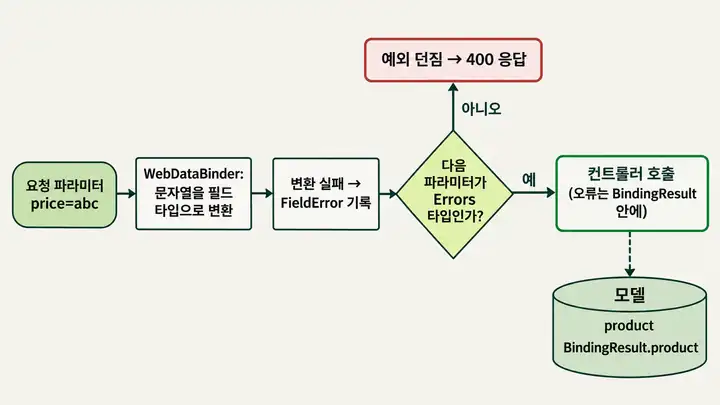 예외 던짐 → 400 응답
아니오
요청 파라미터
price=abc
WebDataBinder:
문자열을 필드
타입으로 변환
변환 실패 →
FieldError 기록
다음
파라미터가
Errors
타입인가?
예
컨트롤러 호출
(오류는 BindingResult
안에)
모델
product
BindingResult.product